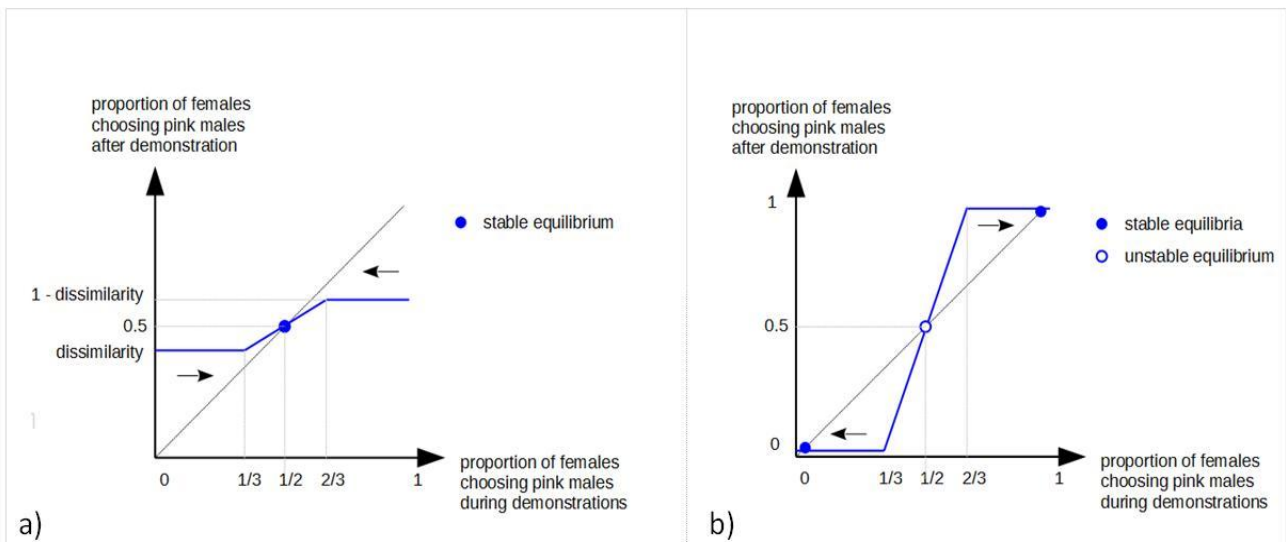 proportion of females
choosing pink males
after demonstration
stable equilibrium
1 - dissimilarity
0.5
dissimilarity
0
1/3
1/2
2/3
1
proportion of females
choosing pink males
during demonstrations
a)
proportion of females
choosing pink males
after demonstration
1
stable equilibria
unstable equilibrium
0.5
0
0
1/3
1/2
2/3
1
proportion of females
choosing pink males
during demonstrations
b)